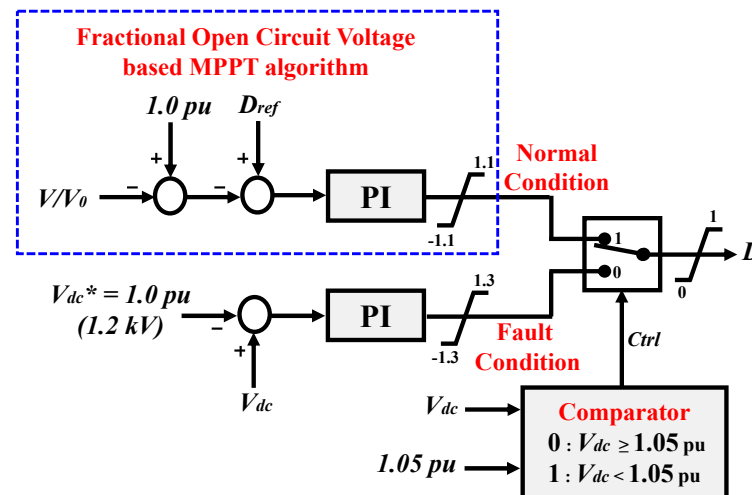 Fractional Open Circuit Voltage
based MPPT algorithm
1.0 pu
Dref
+
+
−
−
V/V0
PI
1.1
-1.1
Normal
Condition
1
0
1
0
Vdc* = 1.0 pu
(1.2 kV)
−
+
Vdc
PI
1.3
-1.3
Fault
Condition
Ctrl
Vdc
1.05 pu
Comparator
0 : Vdc ≥ 1.05 pu
1 : Vdc < 1.05 pu